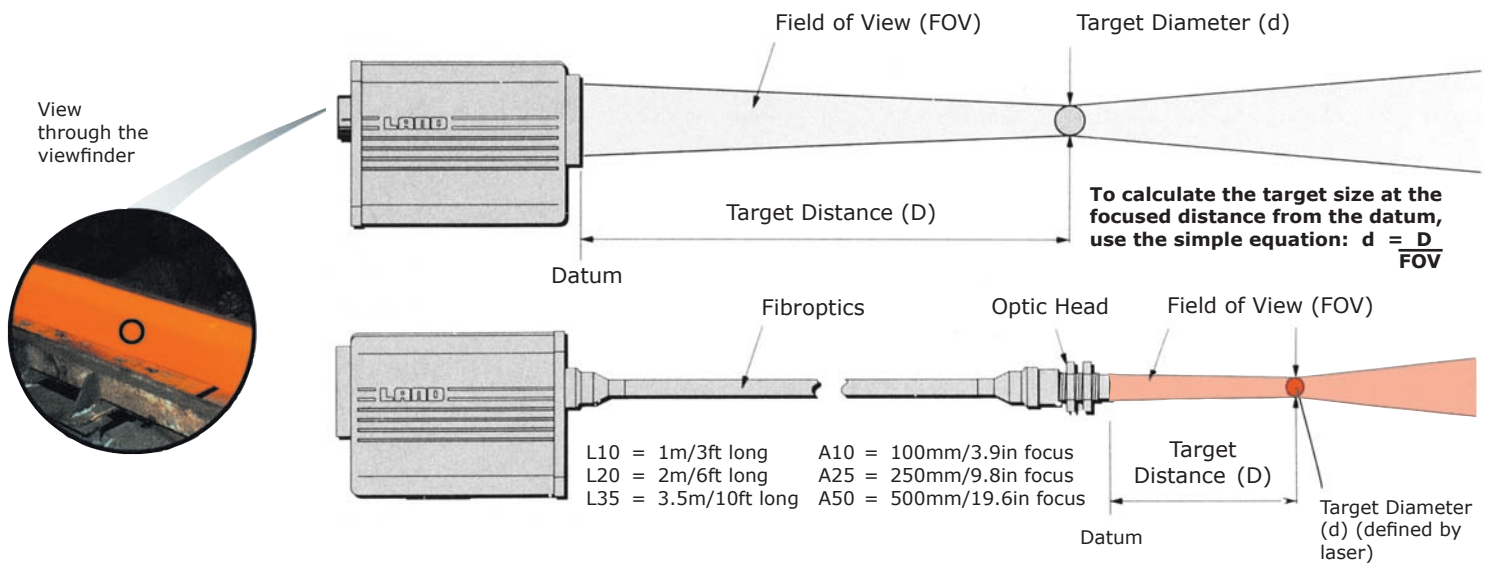 Field of View (FOV)
Target Diameter (d)
View
through the
viewfinder
LAND
Target Distance (D)
To calculate the target size at the
focused distance from the datum,
use the simple equation: d = D
FOV
Datum
Fibroptics
Optic Head
Field of View (FOV)
LAND
L10 = 1m/3ft long
L20 = 2m/6ft long
L35 = 3.5m/10ft long
A10 = 100mm/3.9in focus
A25 = 250mm/9.8in focus
A50 = 500mm/19.6in focus
Target
Distance (D)
Datum
Target Diameter
(d) (defined by
laser)